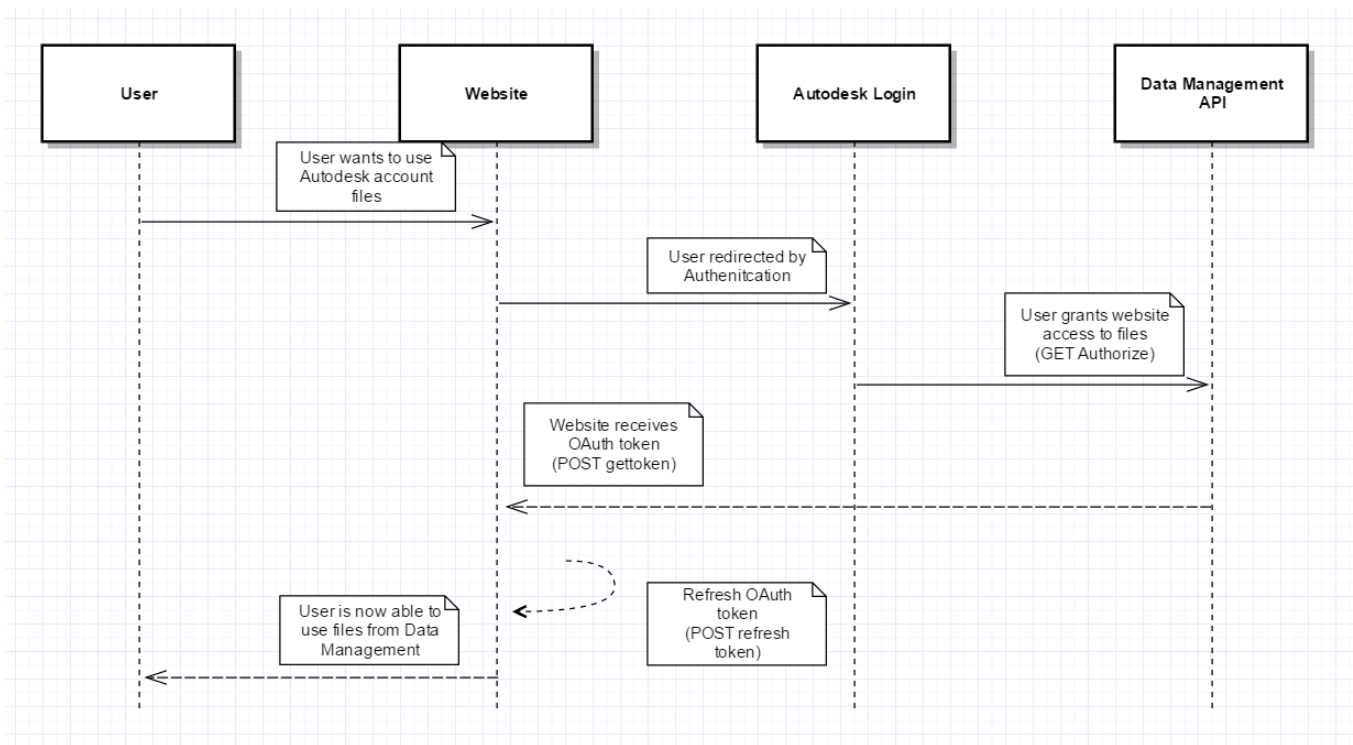 User
Website
Autodesk Login
Data Management
API
User wants to use
Autodesk account
files
User redirected by
Authenitcation
User grants website
access to files
(GET Authorize)
Website receives
OAuth token
(POST gettoken)
Refresh OAuth
token
(POST refresh
token)
User is now able to
use files from Data
Management